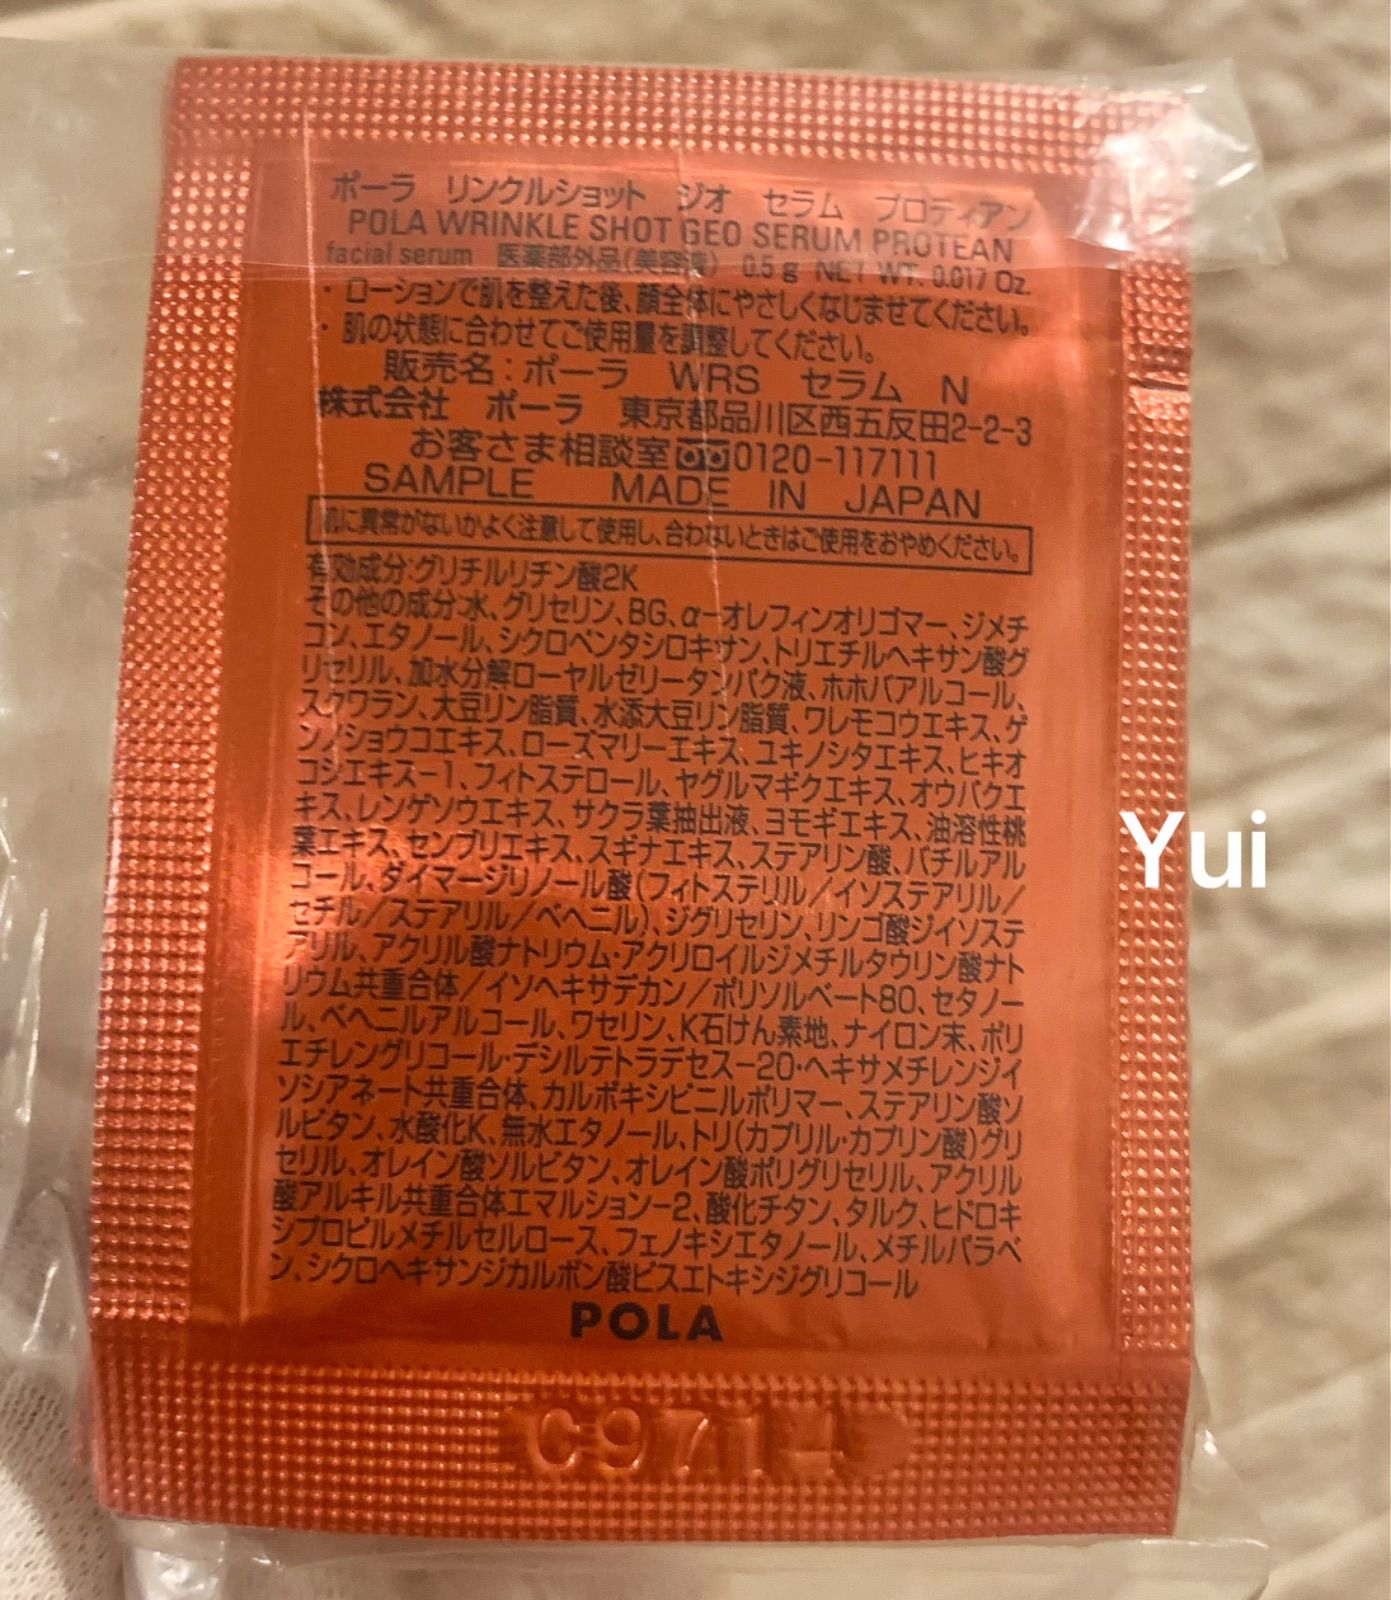 ポーラ リンクルショット ジオ セラム プロティアン
POLA WRINKLE SHOT GEO SERUM PROTEAN
facial serum 医薬部外品(美容液) 0.5 g NET WT. 0.017 Oz.
・ローションで肌を整えた後、顔全体にやさしくなじませてください。
・肌の状態に合わせてご使用量を調整してください。
販売名:ポーラ WRS セラム N
株式会社 ポーラ 東京都品川区西五反田2-2-3
お客さま相談室0120-117111
SAMPLE MADE IN JAPAN
肌に異常がないかよく注意して使用し、合わないときはご使用をおやめください。
有効成分:グリチルリチン酸2K
その他の成分:水、グリセリン、BG、α-オレフィンオリゴマー、ジメチ
コン、エタノール、シクロペンタシロキサン、トリエチルヘキサン酸グ
リセリル、加水分解ローヤルゼリータンパク液、ホホバアルコール、
スクワラン、大豆リン脂質、水添大豆リン脂質、ワレモコウエキス、ゲ
ンノショウコエキス、ローズマリーエキス、ユキノシタエキス、ヒキオ
コシエキス-1、フィトステロール、ヤグルマギクエキス、オウバクエ
キス、レンゲソウエキス、サクラ葉抽出液、ヨモギエキス、油溶性桃
葉エキス、センブリエキス、スギナエキス、ステアリン酸、バチルアル
コール、ダイマージリノール酸(フィトステリル/イソステアリル/
セチル/ステアリル/ベヘニル)、ジグリセリン、リンゴ酸ジイソステ
アリル、アクリル酸ナトリウム・アクリロイルジメチルタウリン酸ナト
リウム共重合体/イソヘキサデカン/ポリソルベート80、セタノー
ル、ベヘニルアルコール、ワセリン、K石けん素地、ナイロン末、ポリ
エチレングリコール・デシルテトラデセス-20・ヘキサメチレンジイ
ソシアネート共重合体、カルボキシビニルポリマー、ステアリン酸ソ
ルビタン、水酸化K、無水エタノール、トリ(カプリル・カプリン酸)グリ
セリル、オレイン酸ソルビタン、オレイン酸ポリグリセリル、アクリル
酸アルキル共重合体エマルション-2、酸化チタン、タルク、ヒドロキ
シプロピルメチルセルロース、フェノキシエタノール、メチルパラベ
ン、シクロヘキサンジカルボン酸ビスエトキシジグリコール
POLA
Yui